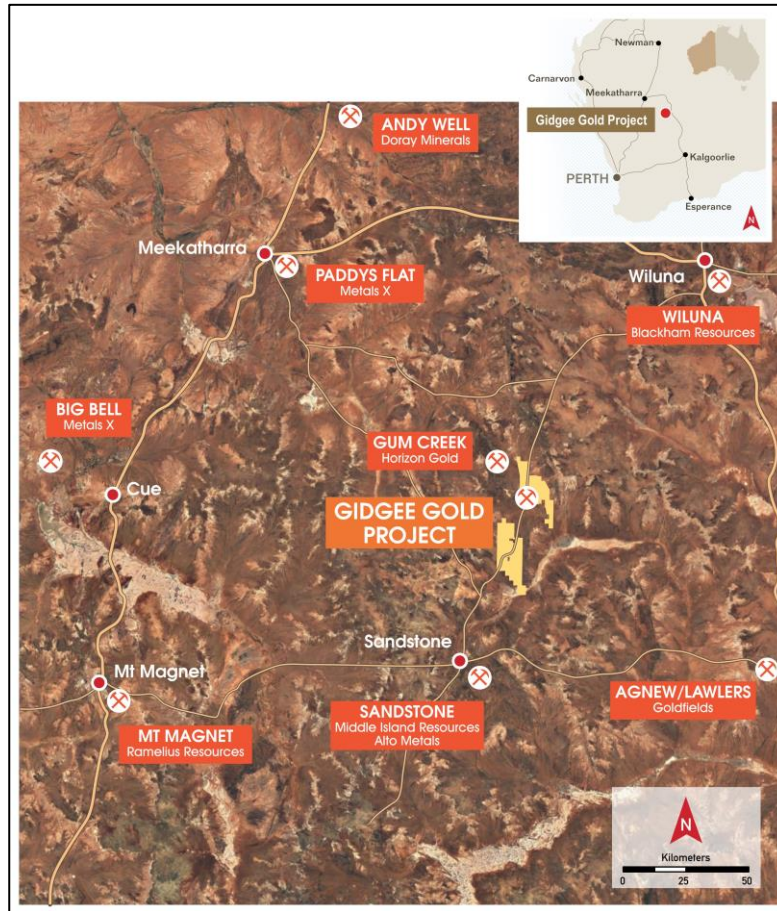 Newman
Carnarvon
Meekatharra
Gidgee Gold Project
Kalgoorlie
PERTH
Esperance
N
ANDY WELL
Doray Minerals
Meekatharra
PADDYS FLAT
Metals X
Wiluna
WILUNA
Blackham Resources
BIG BELL
Metals X
GUM CREEK
Horizon Gold
Cue
GIDGEE GOLD
PROJECT
Sandstone
Mt Magnet
AGNEW/LAWLERS
Goldfields
SANDSTONE
Middle Island Resources
Alto Metals
MT MAGNET
Ramelius Resources
N
Kilometers
0 25 50